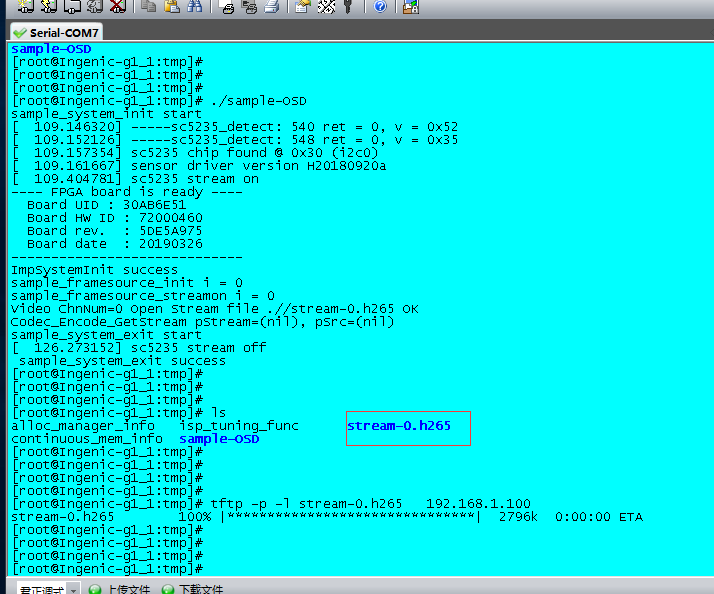 Serial-COM7
sample-OSD
[root@Ingenic-g1_1:tmp]#
[root@Ingenic-g1_1:tmp]#
[root@Ingenic-g1_1:tmp]#
[root@Ingenic-g1_1:tmp]# ./sample-OSD
sample_system_init start
[  109.146320] -----sc5235_detect: 540 ret = 0, v = 0x52
[  109.152126] -----sc5235_detect: 548 ret = 0, v = 0x35
[  109.157354] sc5235 chip found @ 0x30 (i2c0)
[  109.161667] sensor driver version H20180920a
[  109.404781] sc5235 stream on
---- FPGA board is ready ----
  Board UID : 30AB6E51
  Board HW ID : 72000460
  Board rev.  : 5DE5A975
  Board date  : 20190326
-----------------------------
ImpSystemInit success
sample_framesource_init i = 0
sample_framesource_streamon i = 0
Video ChnNum=0 Open Stream file .//stream-0.h265 OK
Codec_Encode_GetStream pStream=(nil), pSrc=(nil)
sample_system_exit start
[  126.273152] sc5235 stream off
 sample_system_exit success
[root@Ingenic-g1_1:tmp]#
[root@Ingenic-g1_1:tmp]#
[root@Ingenic-g1_1:tmp]#
[root@Ingenic-g1_1:tmp]# ls
alloc_manager_info   isp_tuning_func      stream-0.h265
continuous_mem_info  sample-OSD
[root@Ingenic-g1_1:tmp]#
[root@Ingenic-g1_1:tmp]#
[root@Ingenic-g1_1:tmp]#
[root@Ingenic-g1_1:tmp]#
[root@Ingenic-g1_1:tmp]# tftp -p -l stream-0.h265   192.168.1.100
stream-0.h265        100% |*******************************|  2796k  0:00:00 ETA
[root@Ingenic-g1_1:tmp]#
[root@Ingenic-g1_1:tmp]#
[root@Ingenic-g1_1:tmp]#
[root@Ingenic-g1_1:tmp]#
君正调式 上传文件 下载文件